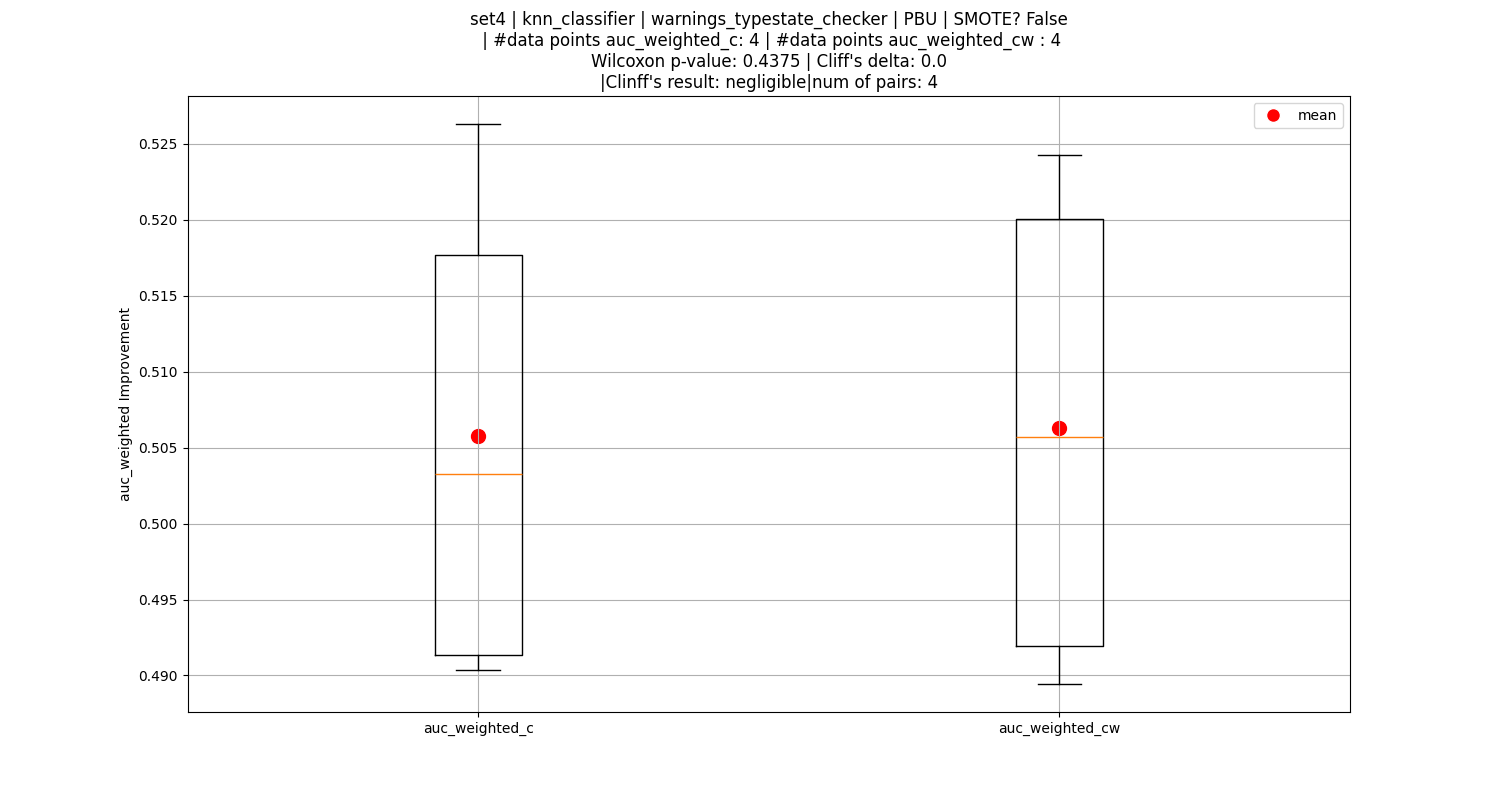 set4 | knn_classifier | warnings_typestate_checker | PBU | SMOTE? False
| #data points auc_weighted_c: 4 | #data points auc_weighted_cw : 4
Wilcoxon p-value: 0.4375 | Cliff's delta: 0.0
|Clinff's result: negligible|num of pairs: 4
mean
0.525
0.520
0.515
0.510
0.505
0.500
0.495
0.490
auc_weighted Improvement
auc_weighted_c
auc_weighted_cw